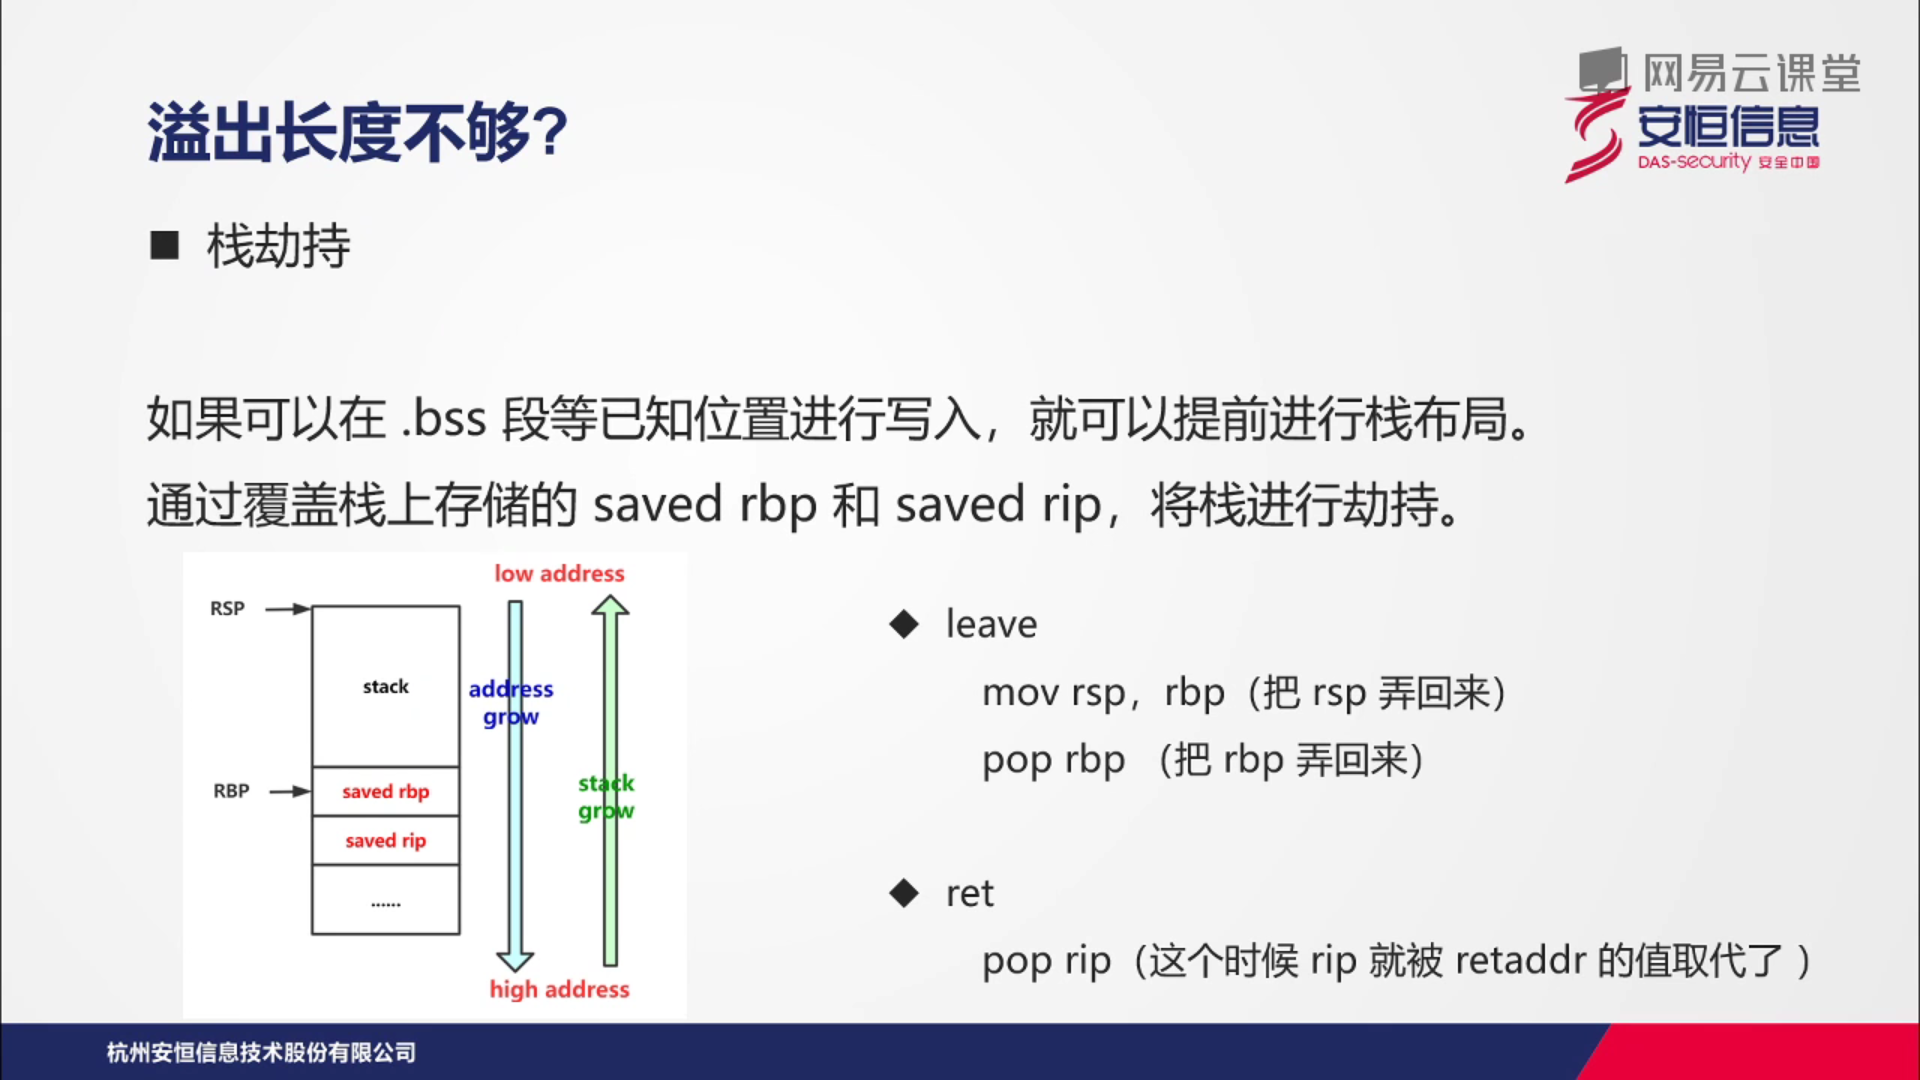 网易云课堂
安恒信息
DAS-security 安全中国
溢出长度不够?
■ 栈劫持
如果可以在 .bss 段等已知位置进行写入，就可以提前进行栈布局。
通过覆盖栈上存储的 saved rbp 和 saved rip，将栈进行劫持。
low address
RSP
stack
address
grow
RBP
saved rbp
stack
grow
saved rip
......
high address
◆ leave
mov rsp，rbp（把 rsp 弄回来）
pop rbp （把 rbp 弄回来）
◆ ret
pop rip（这个时候 rip 就被 retaddr 的值取代了 ）
杭州安恒信息技术股份有限公司